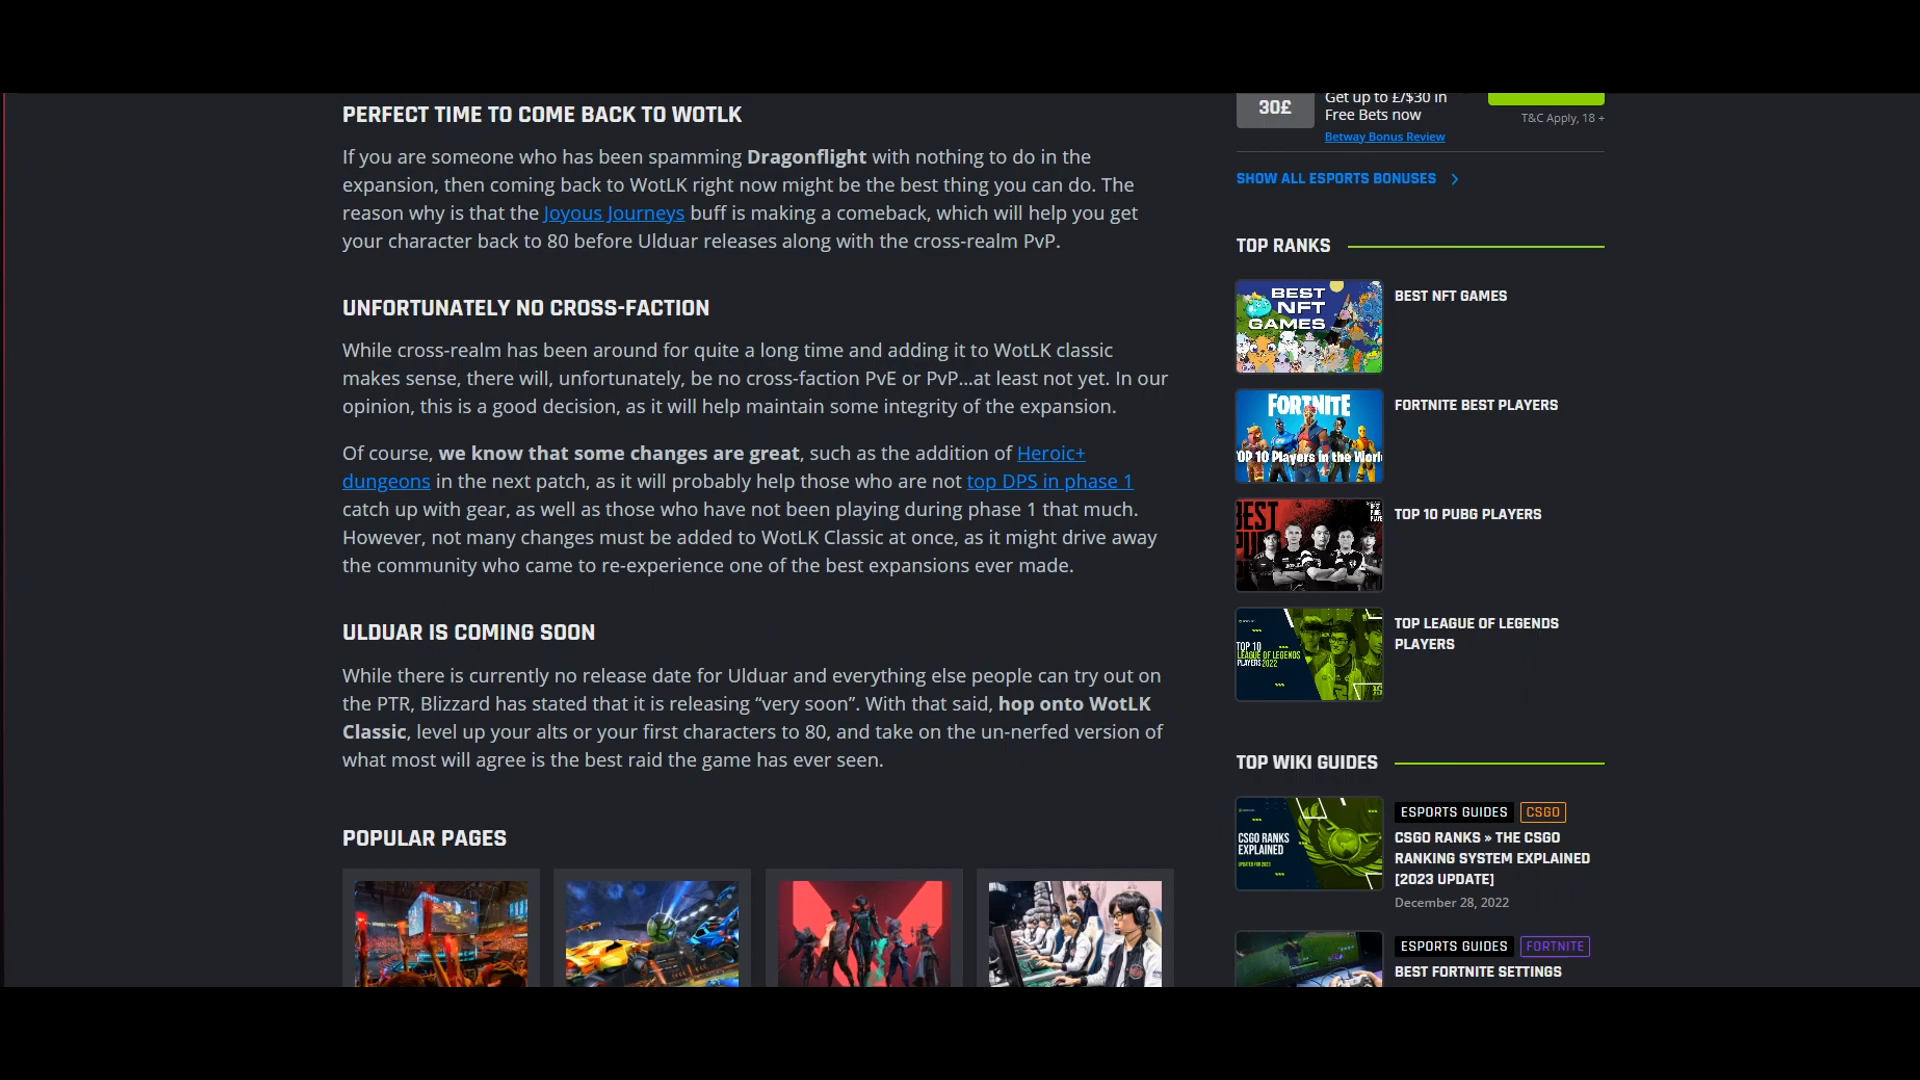 PERFECT TIME TO COME BACK TO WOTLK
If you are someone who has been spamming Dragonflight with nothing to do in the
expansion, then coming back to WotLK right now might be the best thing you can do. The
reason why is that the Joyous Journeys buff is making a comeback, which will help you get
your character back to 80 before Ulduar releases along with the cross-realm PvP.
UNFORTUNATELY NO CROSS-FACTION
While cross-realm has been around for quite a long time and adding it to WotLK classic
makes sense, there will, unfortunately, be no cross-faction PvE or PvP...at least not yet. In our
opinion, this is a good decision, as it will help maintain some integrity of the expansion.
Of course, we know that some changes are great, such as the addition of Heroic+
dungeons in the next patch, as it will probably help those who are not top DPS in phase 1
catch up with gear, as well as those who have not been playing during phase 1 that much.
However, not many changes must be added to WotLK Classic at once, as it might drive away
the community who came to re-experience one of the best expansions ever made.
ULDUAR IS COMING SOON
While there is currently no release date for Ulduar and everything else people can try out on
the PTR, Blizzard has stated that it is releasing “very soon”. With that said, hop onto WotLK
Classic, level up your alts or your first characters to 80, and take on the un-nerfed version of
what most will agree is the best raid the game has ever seen.
POPULAR PAGES
30£
Get up to £/$30 in
Free Bets now
Betway Bonus Review
T&C Apply, 18 +
SHOW ALL ESPORTS BONUSES
TOP RANKS
BEST
NFT
GAMES
BEST NFT GAMES
FORTNITE
TOP 10 Players in the World
FORTNITE BEST PLAYERS
BEST
TOP 10 PUBG PLAYERS
TOP 10
LEAGUE OF LEGENDS
PLAYERS 2022
TOP LEAGUE OF LEGENDS
PLAYERS
TOP WIKI GUIDES
CSGO RANKS
EXPLAINED
UPDATED FOR 2023
ESPORTS GUIDES CSGO
CSGO RANKS » THE CSGO
RANKING SYSTEM EXPLAINED
[2023 UPDATE]
December 28, 2022
ESPORTS GUIDES FORTNITE
BEST FORTNITE SETTINGS